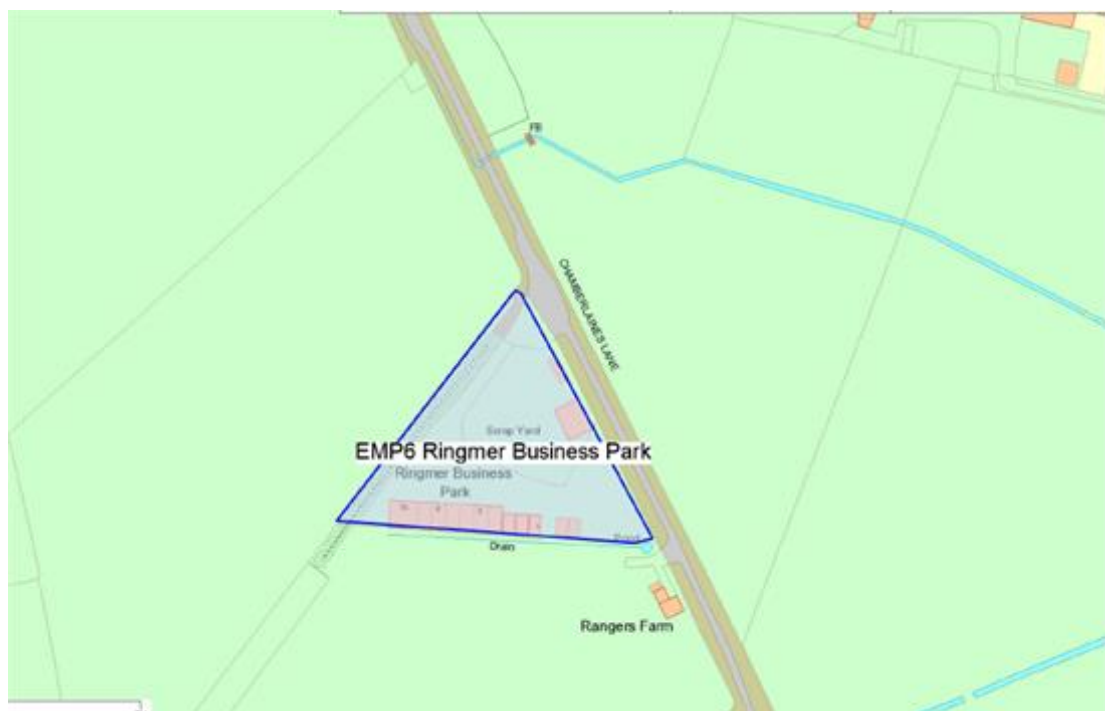 FB
CHAMBERLAINES LANE
Scrap Yard
EMP6 Ringmer Business Park
Ringmer Business
Park
Drain
Rangers Farm